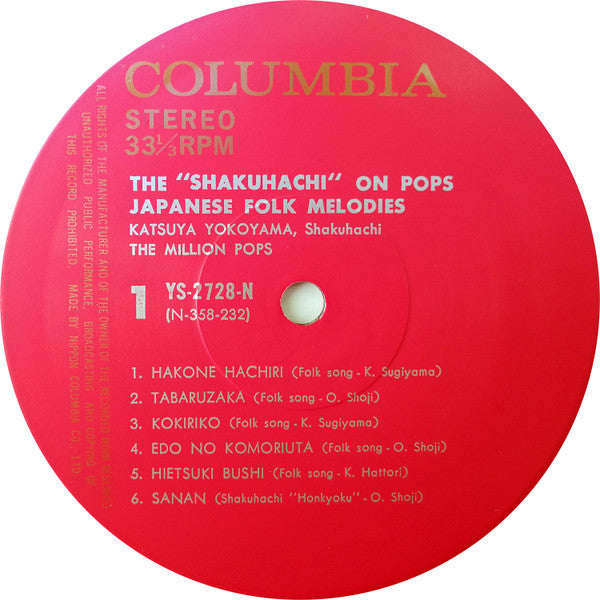 COLUMBIA
STEREO
33⅓RPM
THE "SHAKUHACHI" ON POPS
JAPANESE FOLK MELODIES
KATSUYA YOKOYAMA, Shakuhachi
THE MILLION POPS
1
YS-2728-N
(N-358-232)
1. HAKONE HACHIRI (Folk song - K. Sugiyama)
2. TABARUZAKA (Folk song - O. Shoji)
3. KOKIRIKO (Folk song - K. Sugiyama)
4. EDO NO KOMORIUTA (Folk song - O. Shoji)
5. HIETSUKI BUSHI (Folk song - K. Hattori)
6. SANAN (Shakuhachi "Honkyoku" - O. Shoji)
ALL RIGHTS OF THE MANUFACTURER AND OF THE OWNER OF THE RECORDED WORK RESERVED
UNAUTHORIZED PUBLIC PERFORMANCE, BROADCASTING AND COPYING OF
THIS RECORD PROHIBITED. MADE BY NIPPON COLUMBIA CO., LTD.